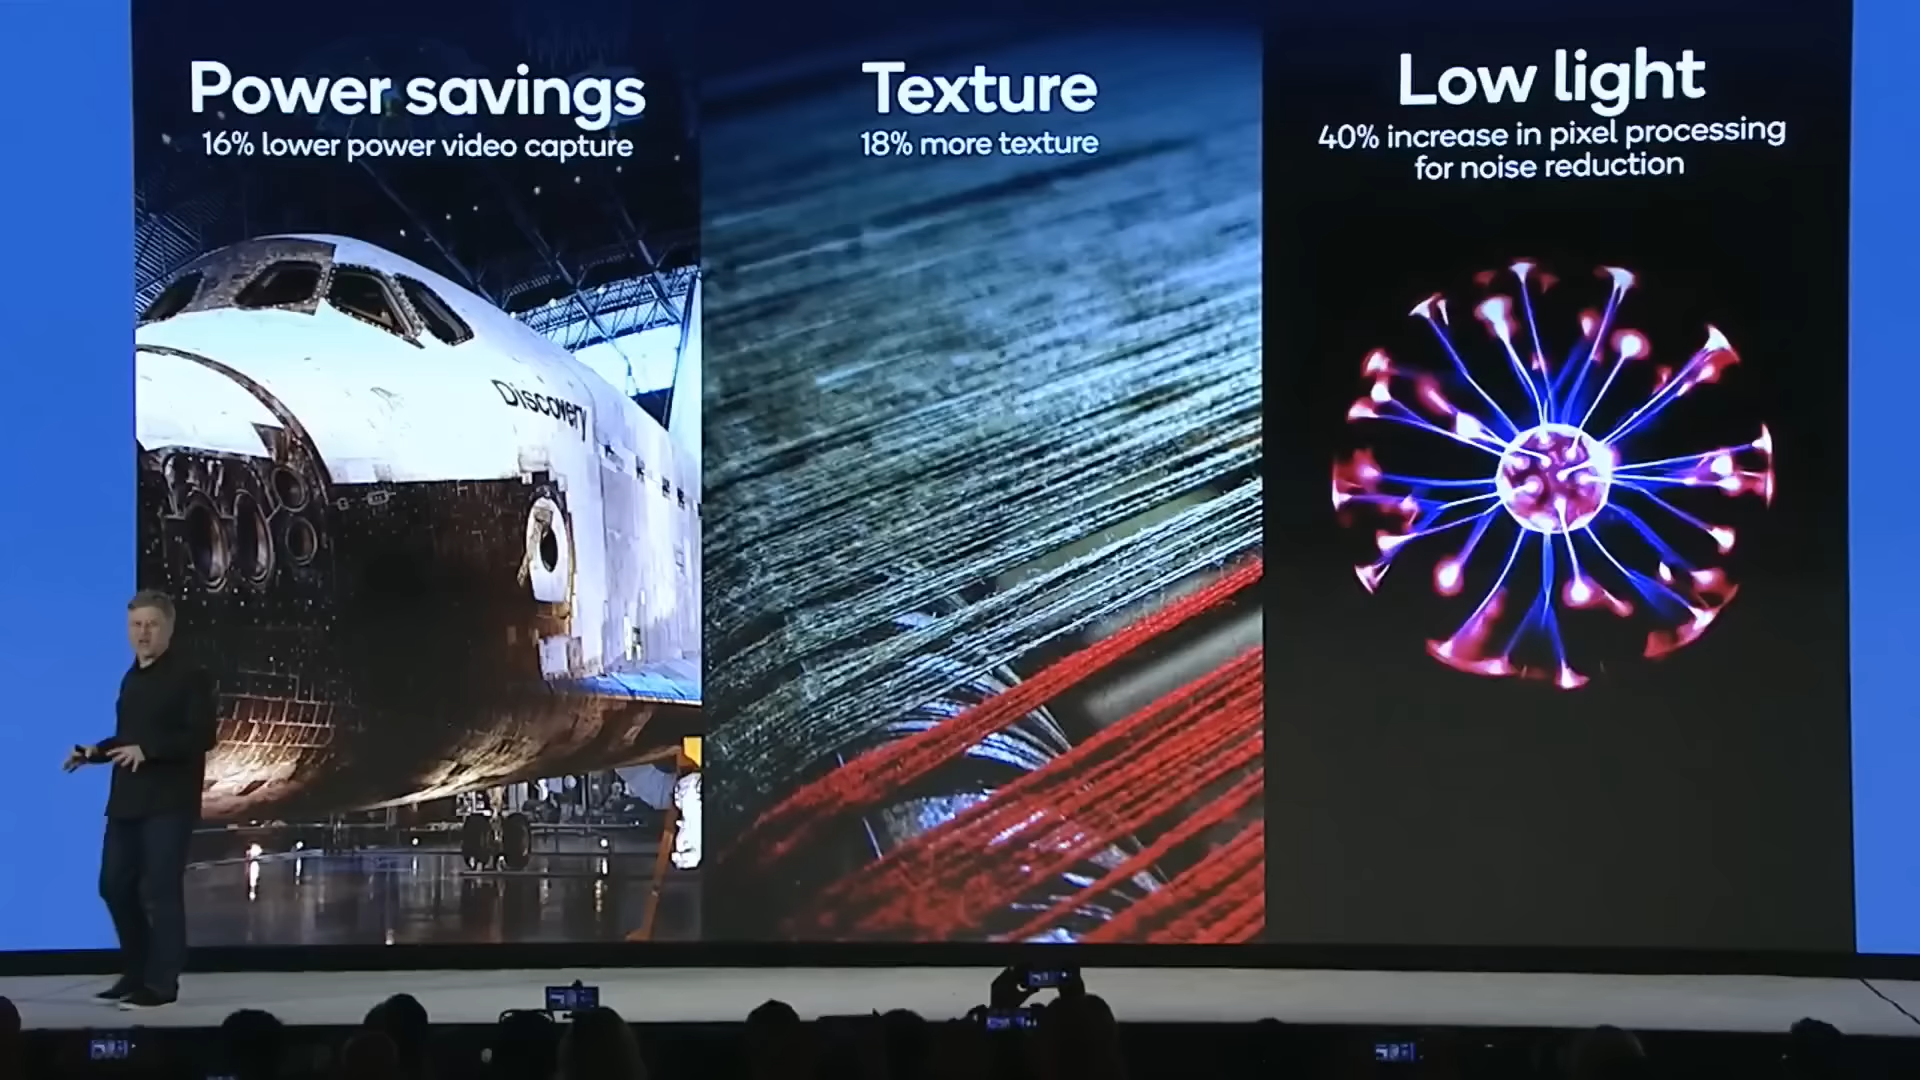 Power savings
16% lower power video capture
Texture
18% more texture
Low light
40% increase in pixel processing
for noise reduction
Discovery